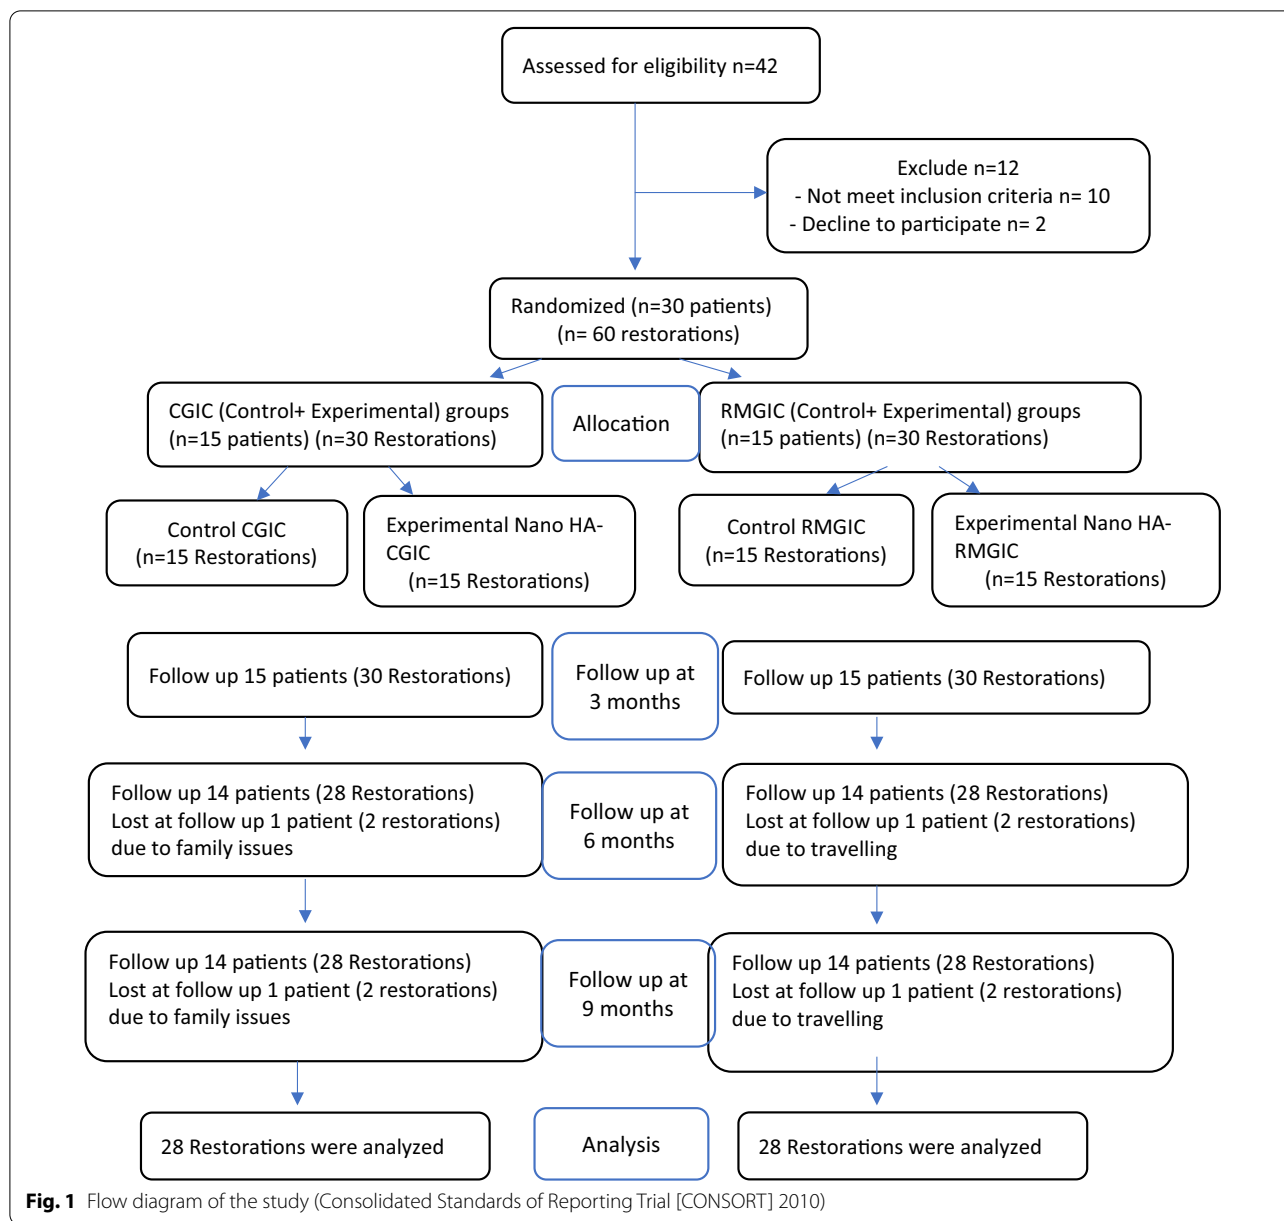 Assessed for eligibility n=42
Exclude n=12
- Not meet inclusion criteria n= 10
- Decline to participate n= 2
Randomized (n=30 patients)
(n= 60 restorations)
CGIC (Control+ Experimental) groups
(n=15 patients) (n=30 Restorations)
Allocation
RMGIC (Control+ Experimental) groups
(n=15 patients) (n=30 Restorations)
Control CGIC
(n=15 Restorations)
Experimental Nano HA-
CGIC
(n=15 Restorations)
Control RMGIC
(n=15 Restorations)
Experimental Nano HA-
RMGIC
(n=15 Restorations)
Follow up 15 patients (30 Restorations)
Follow up at
3 months
Follow up 15 patients (30 Restorations)
Follow up 14 patients (28 Restorations)
Lost at follow up 1 patient (2 restorations)
due to family issues
Follow up at
6 months
Follow up 14 patients (28 Restorations)
Lost at follow up 1 patient (2 restorations)
due to travelling
Follow up 14 patients (28 Restorations)
Lost at follow up 1 patient (2 restorations)
due to family issues
Follow up at
9 months
Follow up 14 patients (28 Restorations)
Lost at follow up 1 patient (2 restorations)
due to travelling
28 Restorations were analyzed
Analysis
28 Restorations were analyzed
Fig. 1 Flow diagram of the study (Consolidated Standards of Reporting Trial [CONSORT] 2010)